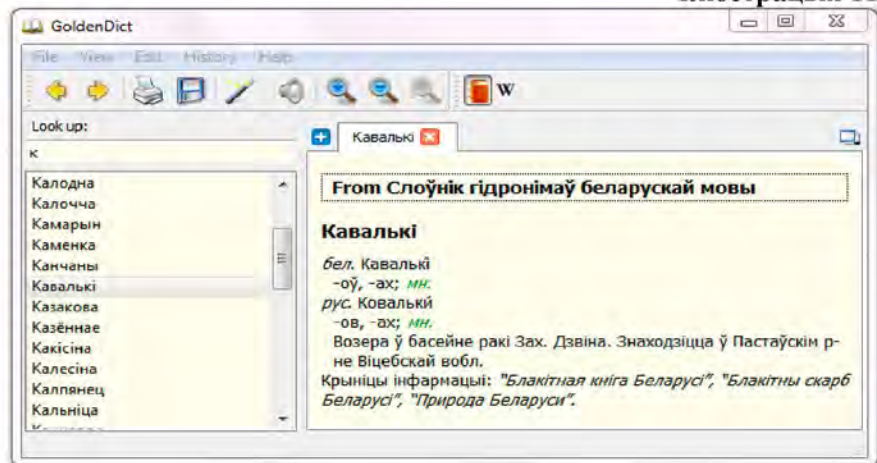 GoldenDict
File View Edit History Help
W
Look up:
к
Калодна
Калочча
Камарын
Каменка
Канчаны
Кавалькі
Казакова
Казённае
Какісіна
Калесіна
Калпянец
Кальніца
Кавалькі
From Слоўнік гідронімаў беларускай мовы
Кавалькі
бел. Кавалькі́
-оў, -ах; мн.
рус. Ковальки́
-ов, -ах; мн.
Возера ў басейне ракі Зах. Дзвіна. Знаходзіцца ў Пастаўскім р-
не Віцебскай вобл.
Крыніцы інфармацыі: "Блакітная кніга Беларусі", "Блакітны скарб
Беларусі", "Природа Беларуси".